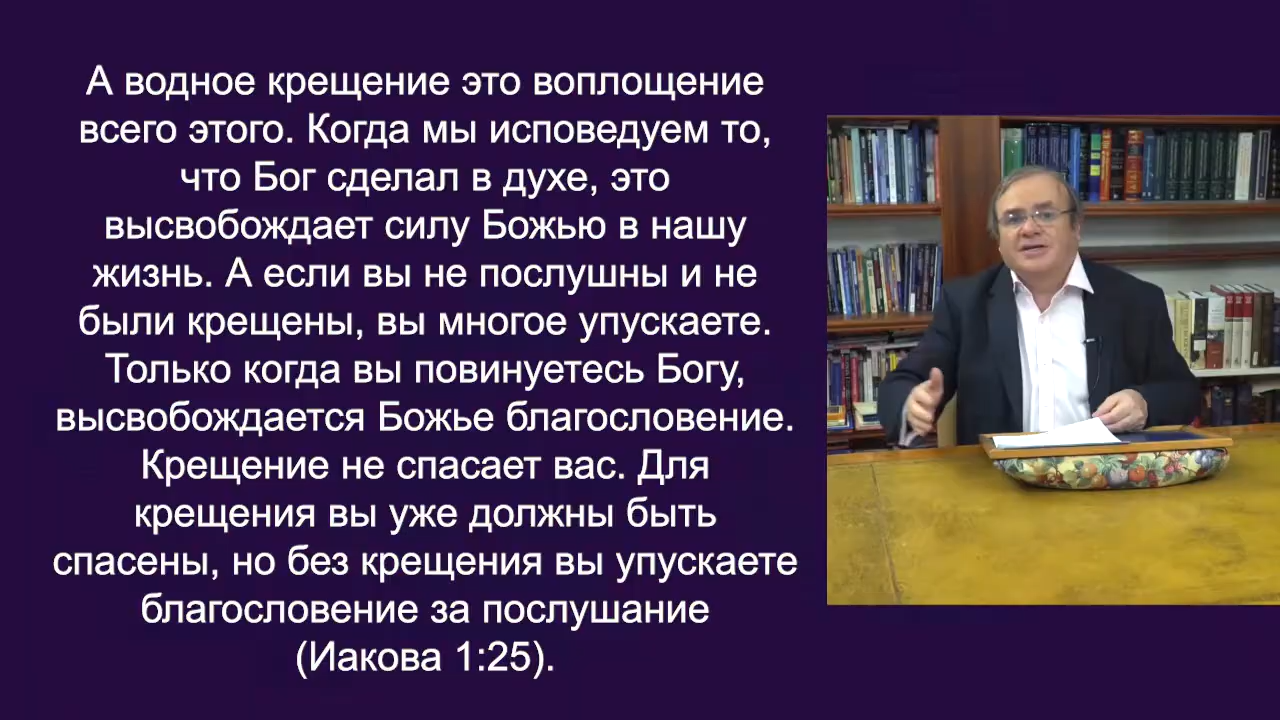 А водное крещение это воплощение
всего этого. Когда мы исповедуем то,
что Бог сделал в духе, это
высвобождает силу Божью в нашу
жизнь. А если вы не послушны и не
были крещены, вы многое упускаете.
Только когда вы повинуетесь Богу,
высвобождается Божье благословение.
Крещение не спасает вас. Для
крещения вы уже должны быть
спасены, но без крещения вы упускаете
благословение за послушание
(Иакова 1:25).